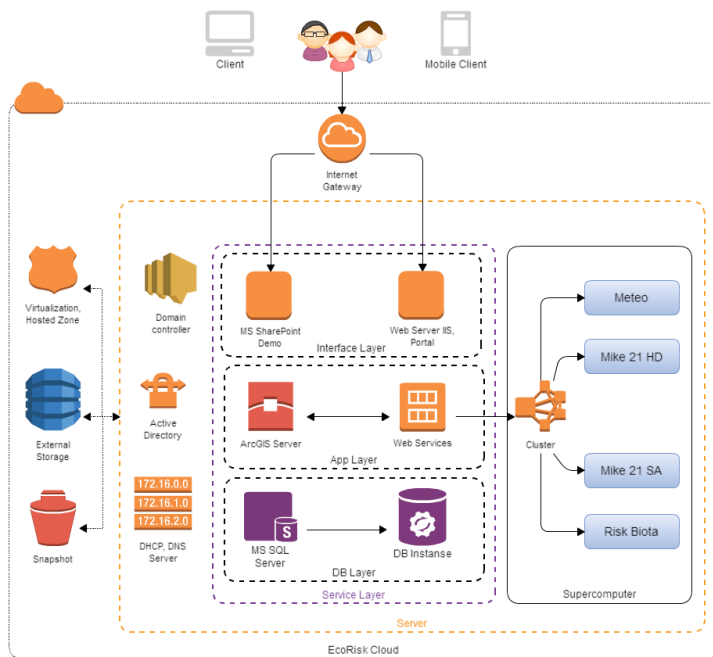 Client
Mobile Client
Internet
Gateway
Virtualization,
Hosted Zone
Domain
controller
MS SharePoint
Demo
Web Server IIS,
Portal
Interface Layer
Meteo
Mike 21 HD
External
Storage
Active
Directory
ArcGIS Server
Web Services
App Layer
Cluster
Mike 21 SA
Snapshot
172.16.0.0
172.16.1.0
172.16.2.0
DHCP, DNS
Server
S
MS SQL
Server
DB Instanse
DB Layer
Risk Biota
Service Layer
Supercomputer
Server
EcoRisk Cloud